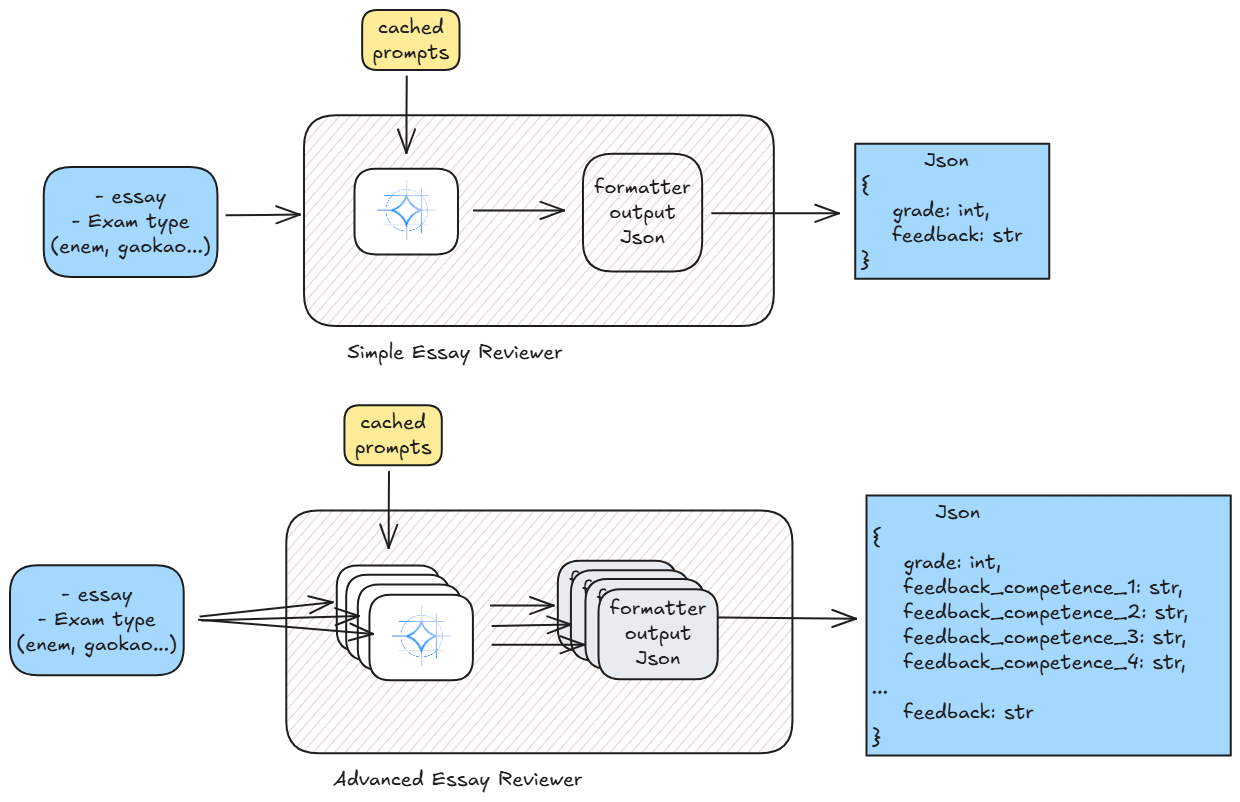 cached
prompts
- essay
- Exam type
(enem, gaokao...)
formatter
output
Json
Json
{
grade: int,
feedback: str
}
Simple Essay Reviewer
cached
prompts
- essay
- Exam type
(enem, gaokao...)
formatter
output
Json
Json
{
grade: int,
feedback_competence_1: str,
feedback_competence_2: str,
feedback_competence_3: str,
feedback_competence_4: str,
...
feedback: str
}
Advanced Essay Reviewer